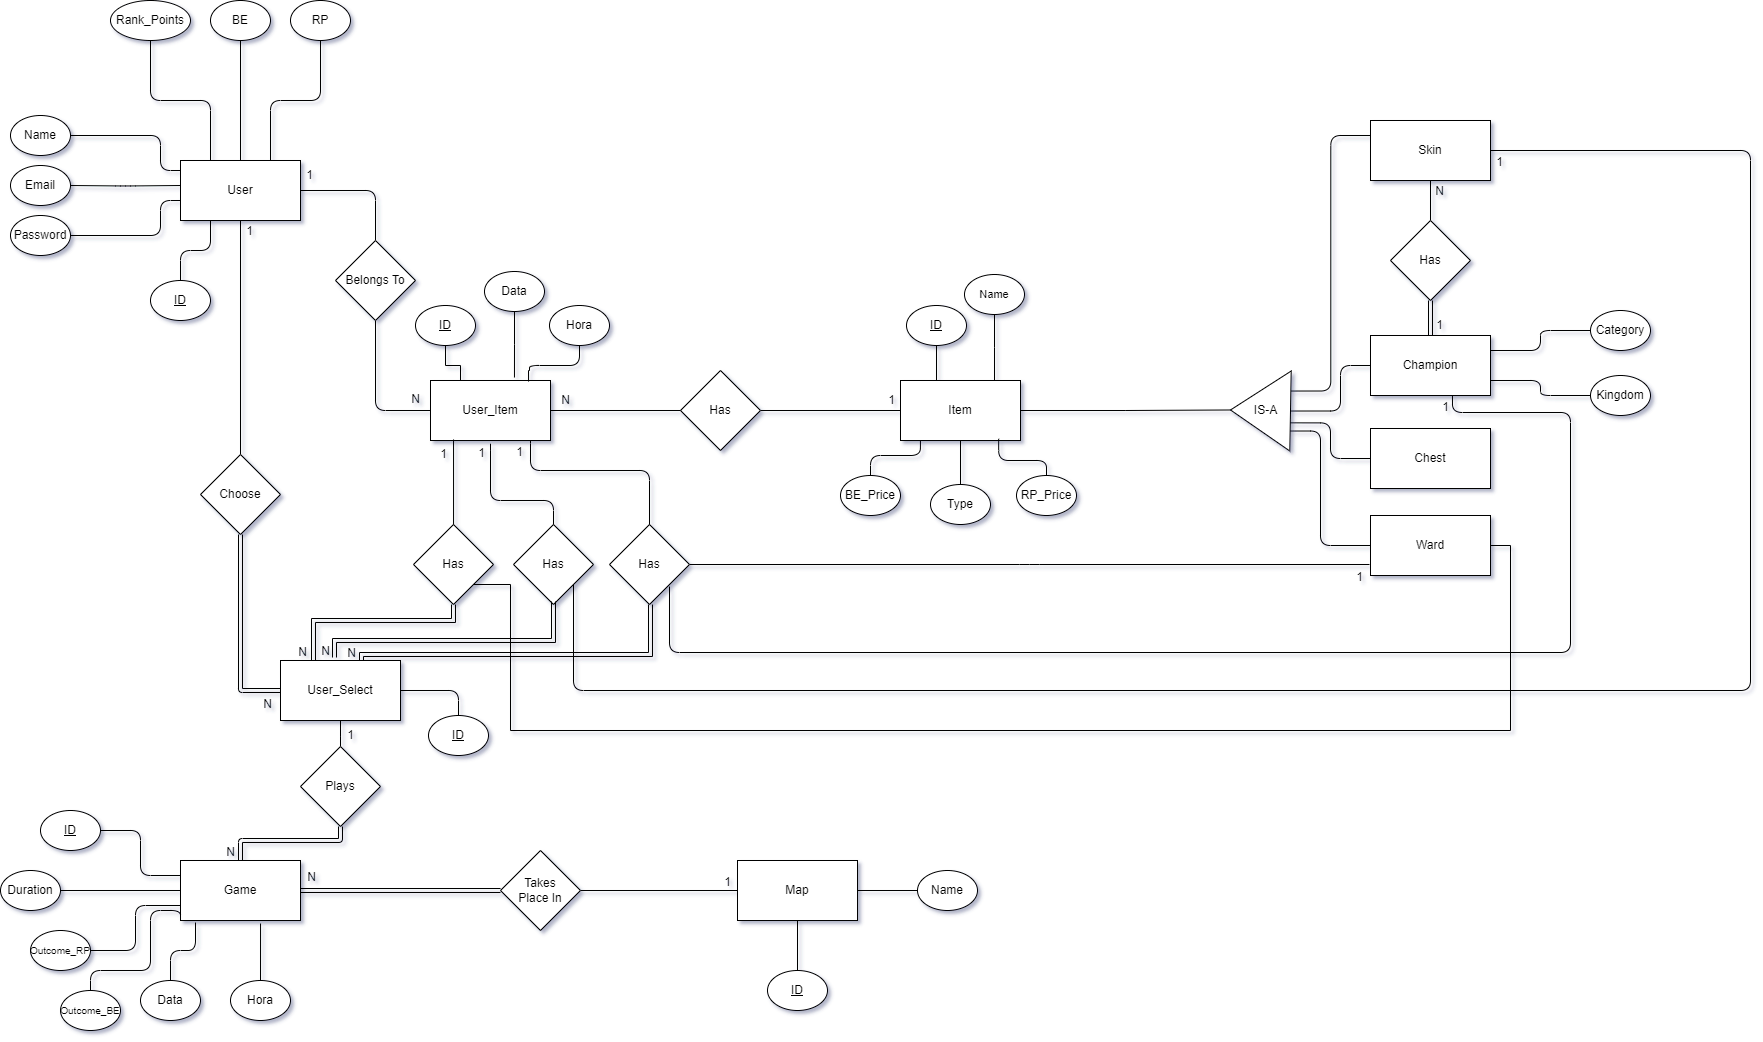 Rank_Points
BE
RP
Name
Email
Password
User
1
1
ID
Belongs To
Skin
1
N
Has
1
Champion
1
Category
Kingdom
ID
Data
Hora
N
User_Item
N
1
1
1
Has
ID
Name
1
Item
BE_Price
Type
RP_Price
IS-A
Chest
Ward
1
Choose
Has
Has
Has
N
N
N
N
User_Select
ID
1
Plays
N
ID
Duration
Outcome_RP
Outcome_BE
Data
Hora
Game
N
Takes
Place In
1
Map
Name
ID